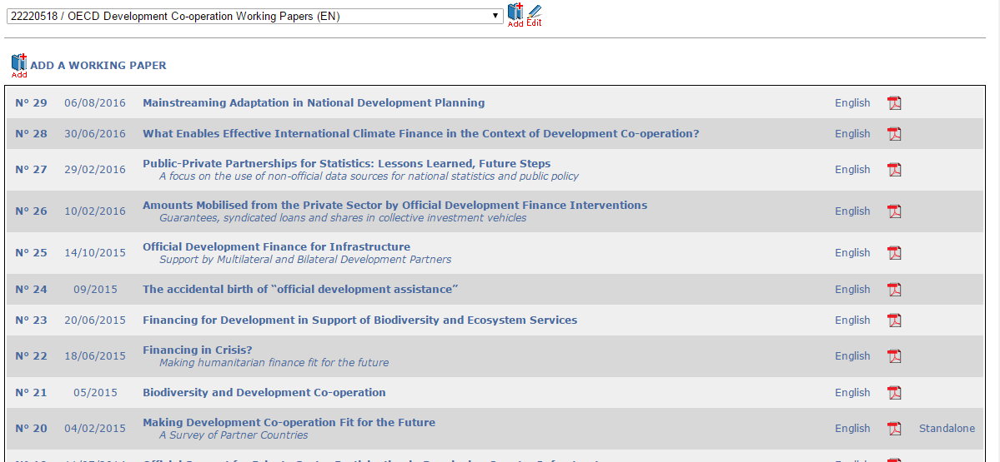 22220518 / OECD Development Co-operation Working Papers (EN)
Add Edit
Add ADD A WORKING PAPER
N° 29 06/08/2016 Mainstreaming Adaptation in National Development Planning English
N° 28 30/06/2016 What Enables Effective International Climate Finance in the Context of Development Co-operation? English
N° 27 29/02/2016 Public-Private Partnerships for Statistics: Lessons Learned, Future Steps English
A focus on the use of non-official data sources for national statistics and public policy
N° 26 10/02/2016 Amounts Mobilised from the Private Sector by Official Development Finance Interventions English
Guarantees, syndicated loans and shares in collective investment vehicles
N° 25 14/10/2015 Official Development Finance for Infrastructure English
Support by Multilateral and Bilateral Development Partners
N° 24 09/2015 The accidental birth of “official development assistance” English
N° 23 20/06/2015 Financing for Development in Support of Biodiversity and Ecosystem Services English
N° 22 18/06/2015 Financing in Crisis? English
Making humanitarian finance fit for the future
N° 21 05/2015 Biodiversity and Development Co-operation English
N° 20 04/02/2015 Making Development Co-operation Fit for the Future English Standalone
A Survey of Partner Countries